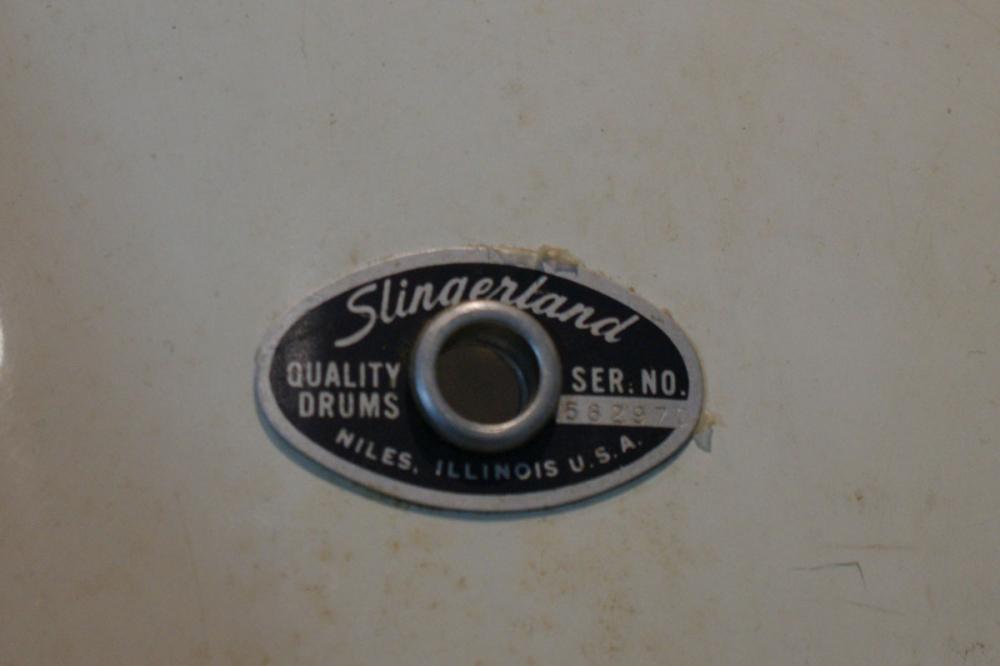 Slingerland
QUALITY
DRUMS
SER. NO.
NILES, ILLINOIS U.S.A.